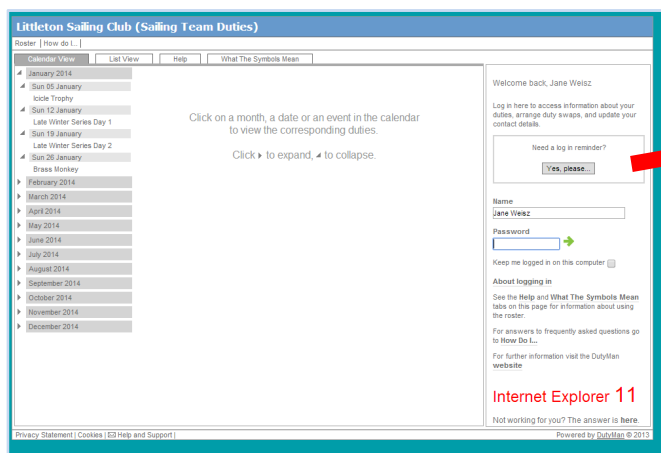 Littleton Sailing Club (Sailing Team Duties)
Roster | How do I... |
Calendar View
List View
Help
What The Symbols Mean
January 2014
Sun 05 January
Icicle Trophy
Sun 12 January
Late Winter Series Day 1
Sun 19 January
Late Winter Series Day 2
Sun 26 January
Brass Monkey
February 2014
March 2014
April 2014
May 2014
June 2014
July 2014
August 2014
September 2014
October 2014
November 2014
December 2014
Click on a month, a date or an event in the calendar
to view the corresponding duties.
Click ▸ to expand, ◢ to collapse.
Welcome back, Jane Weisz
Log in here to access information about your
duties, arrange duty swaps, and update your
contact details.
Need a log in reminder?
Yes, please...
Name
Jane Weisz
Password
Keep me logged in on this computer
About logging in
See the Help and What The Symbols Mean
tabs on this page for information about using
the roster.
For answers to frequently asked questions go
to How Do I...
For further information visit the DutyMan
website
Internet Explorer 11
Not working for you? The answer is here.
Privacy Statement | Cookies | Help and Support |
Powered by DutyMan © 2013